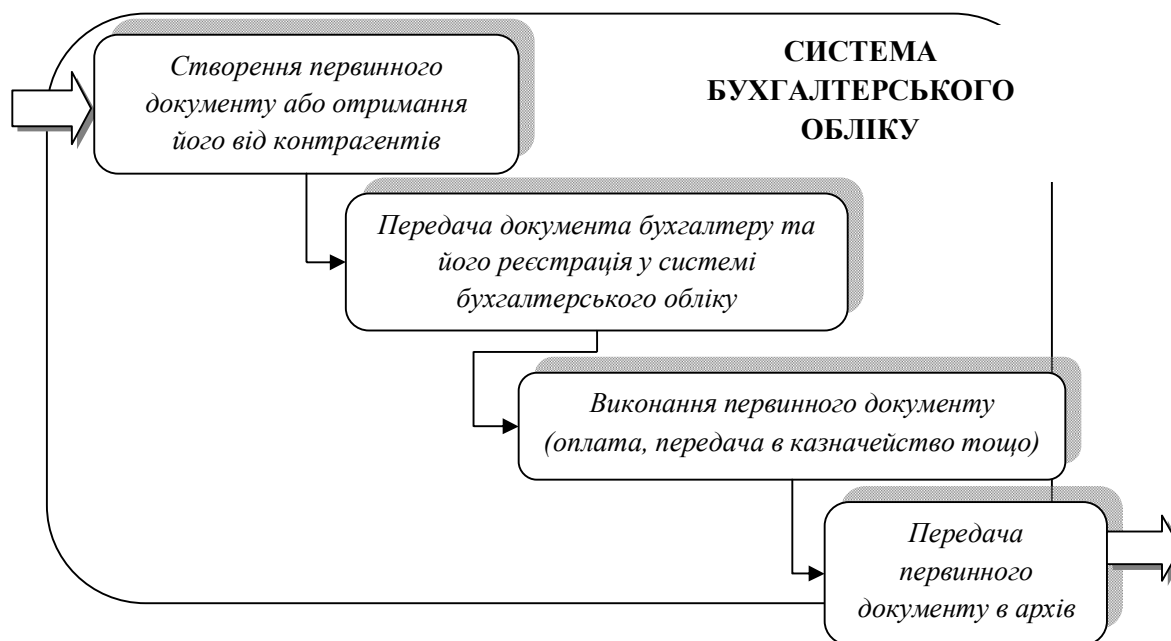 СИСТЕМА
БУХГАЛТЕРСЬКОГО
ОБЛІКУ
Створення первинного
документу або отримання
його від контрагентів
Передача документа бухгалтеру та
його реєстрація у системі
бухгалтерського обліку
Виконання первинного документу
(оплата, передача в казначейство тощо)
Передача
первинного
документу в архів